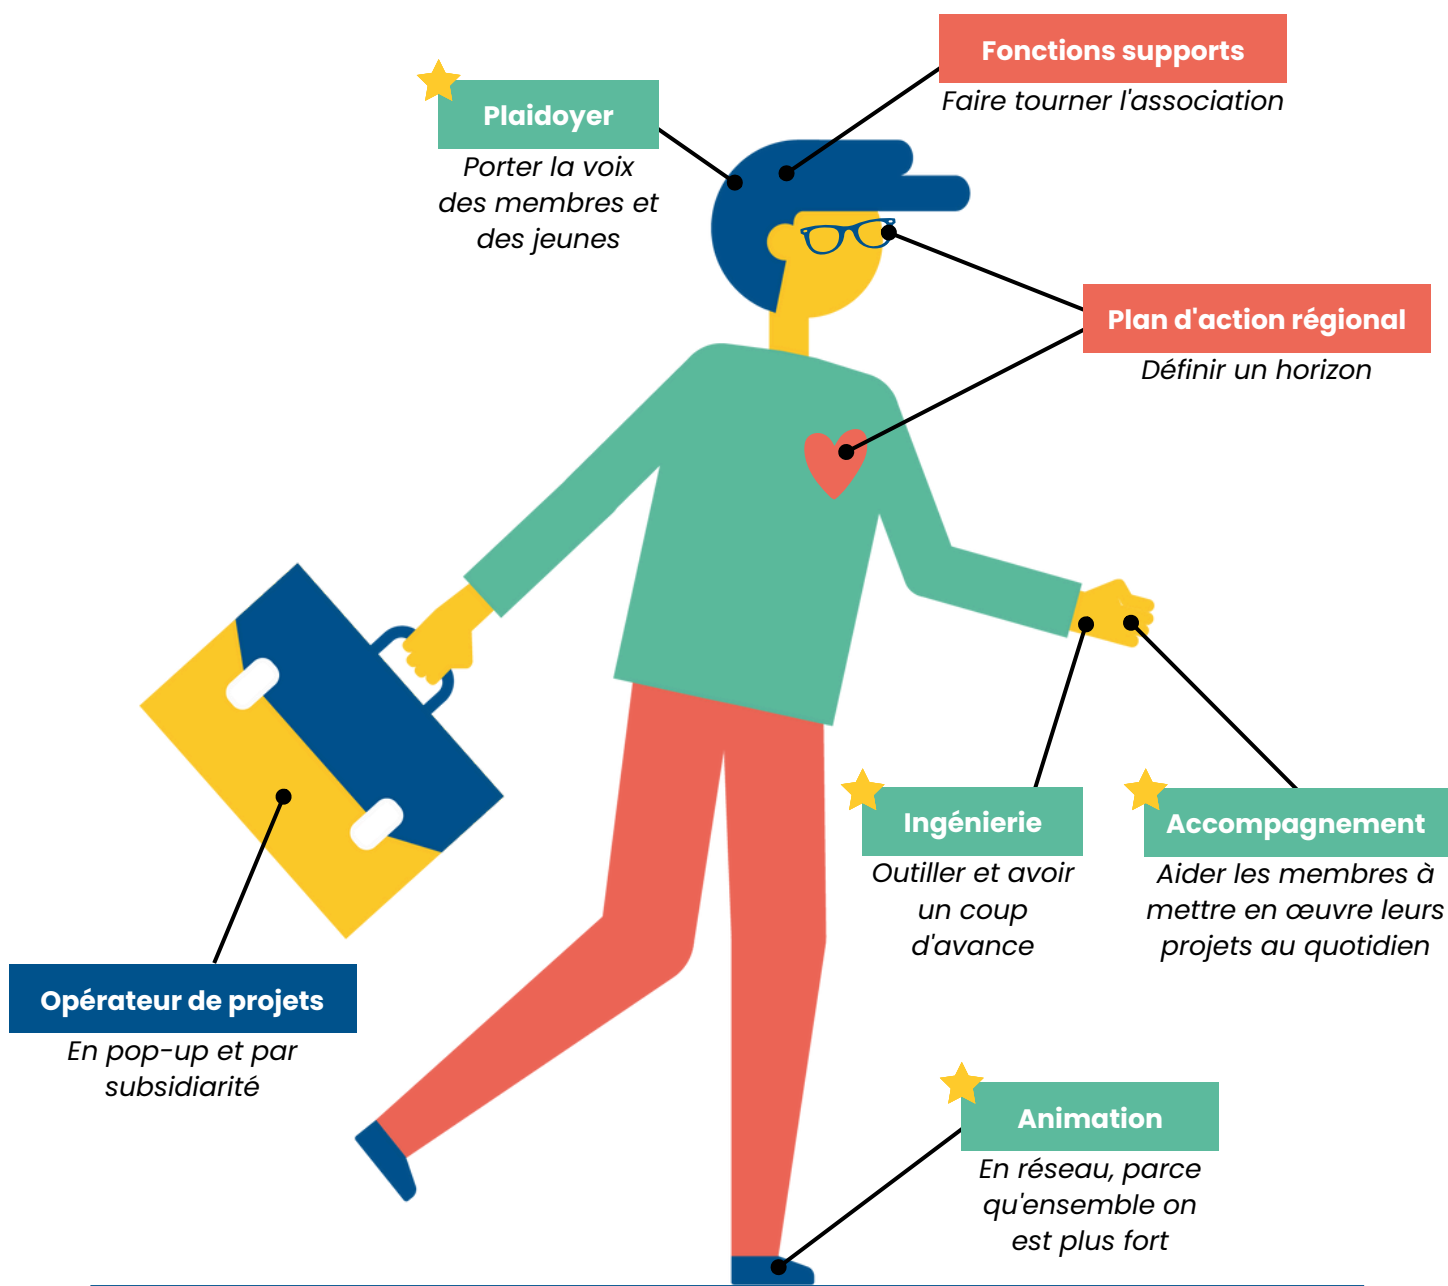 Fonctions supports
Faire tourner l'association
Plaidoyer
Porter la voix
des membres et
des jeunes
Plan d'action régional
Définir un horizon
Ingénierie
Outiller et avoir
un coup
d'avance
Accompagnement
Aider les membres à
mettre en œuvre leurs
projets au quotidien
Opérateur de projets
En pop-up et par
subsidiarité
Animation
En réseau, parce
qu'ensemble on
est plus fort